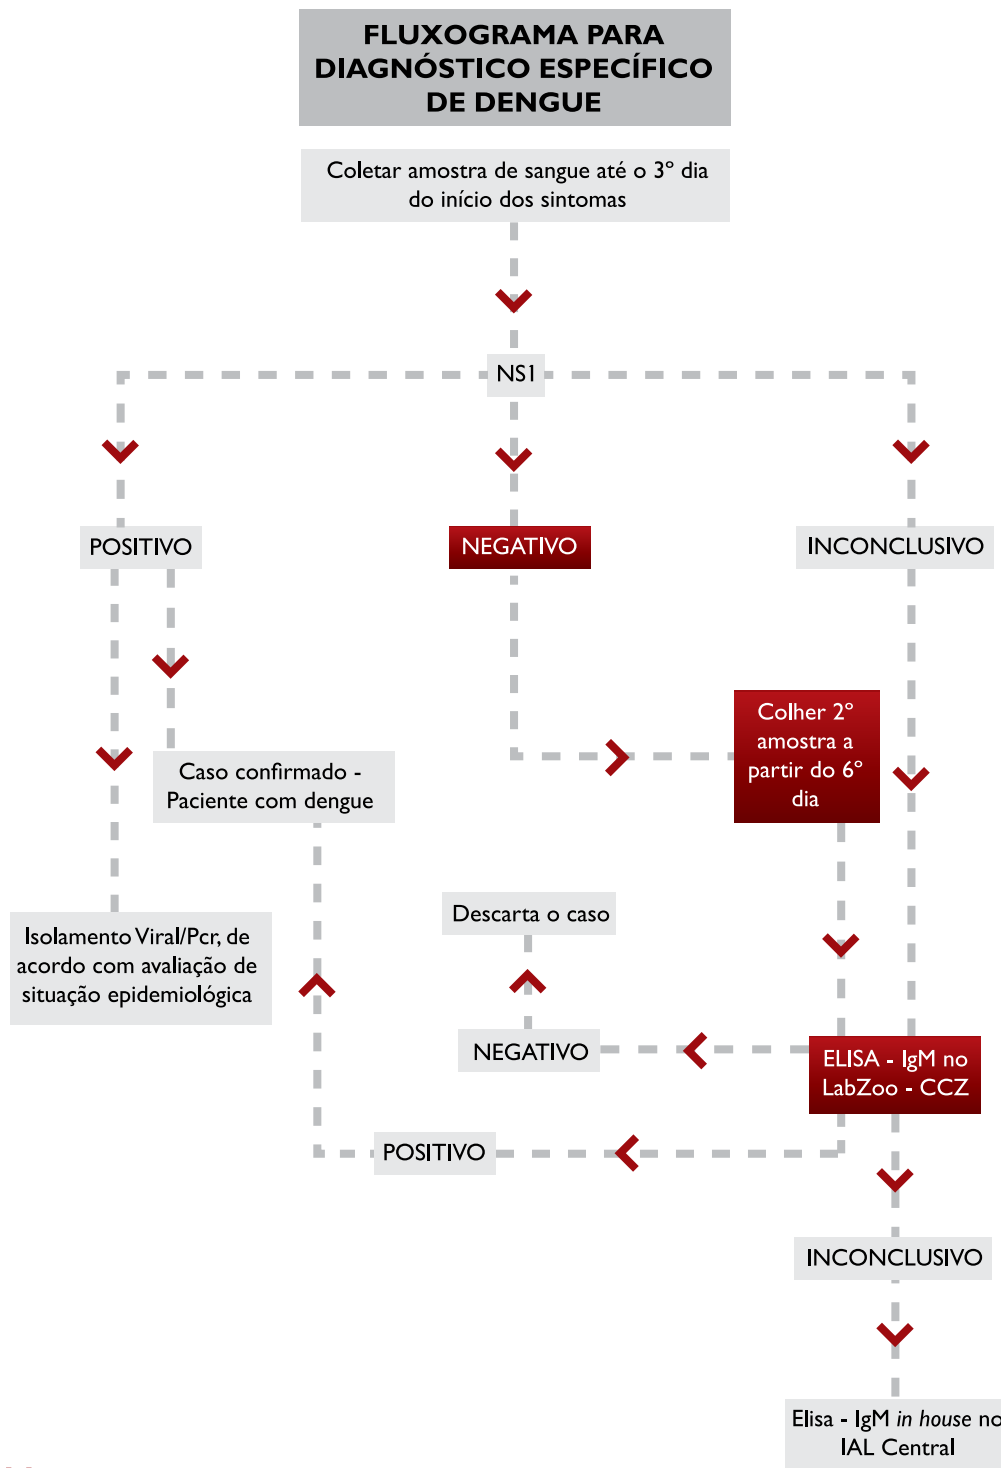 FLUXOGRAMA PARA
DIAGNÓSTICO ESPECÍFICO
DE DENGUE
Coletar amostra de sangue até o 3º dia
do início dos sintomas
NS1
POSITIVO
NEGATIVO
INCONCLUSIVO
Colher 2º
amostra a
partir do 6º
dia
Caso confirmado -
Paciente com dengue
Descarta o caso
Isolamento Viral/Pcr, de
acordo com avaliação de
situação epidemiológica
NEGATIVO
ELISA - IgM no
LabZoo - CCZ
POSITIVO
INCONCLUSIVO
Elisa - IgM in house no
IAL Central